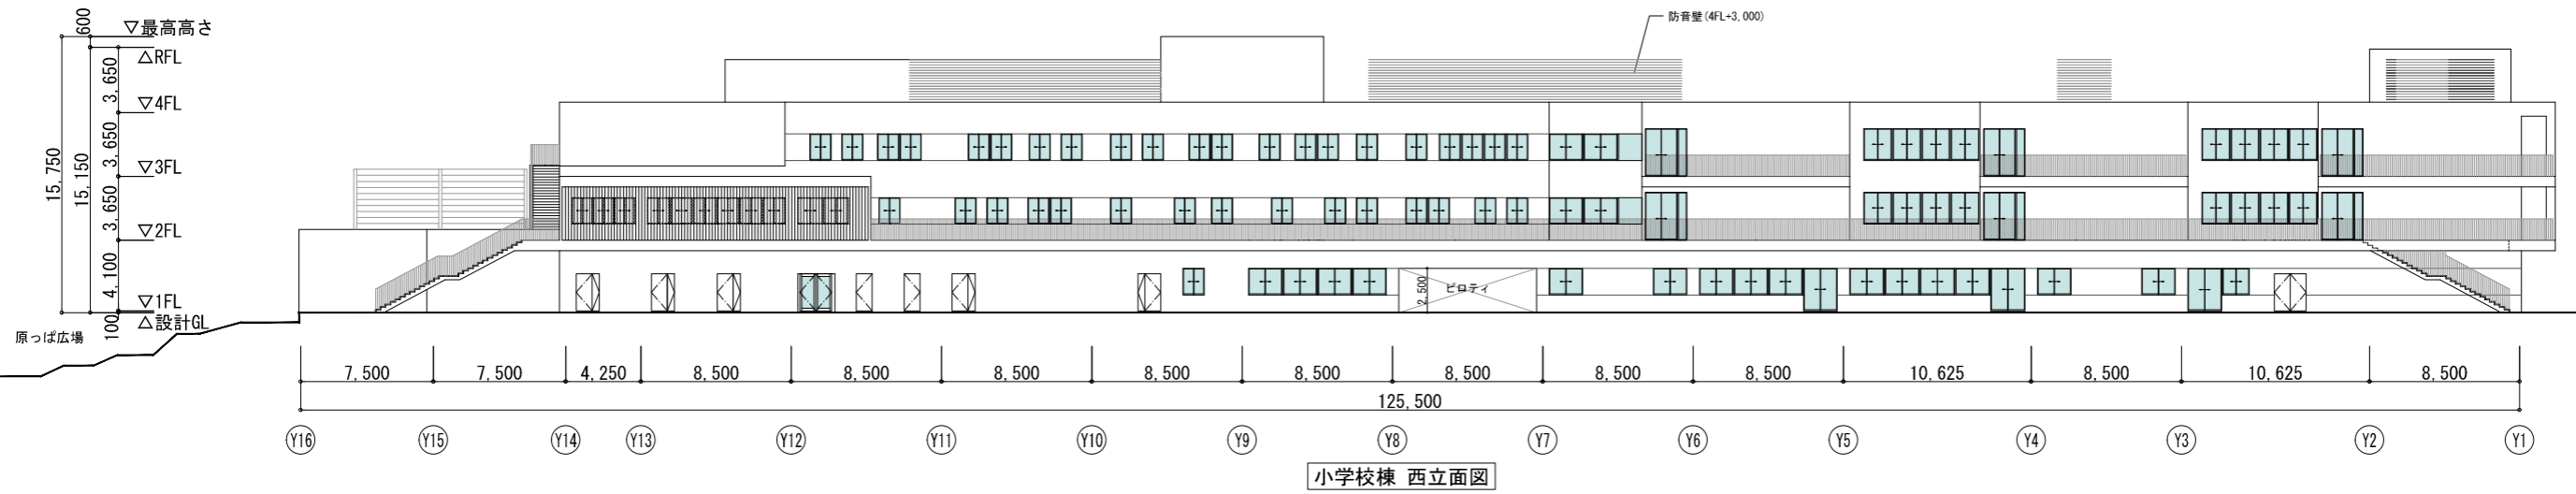 防音壁(4FL+3,000)
600
▽最高高さ
△RFL
3,650
▽4FL
3,650
▽3FL
3,650
▽2FL
4,100
▽1FL
100
△設計GL
15,750
15,150
原っぱ広場
2,500
ピロティ
7,500 7,500 4,250 8,500 8,500 8,500 8,500 8,500 8,500 8,500 8,500 10,625 8,500 10,625 8,500
125,500
Y16 Y15 Y14 Y13 Y12 Y11 Y10 Y9 Y8 Y7 Y6 Y5 Y4 Y3 Y2 Y1
小学校棟 西立面図